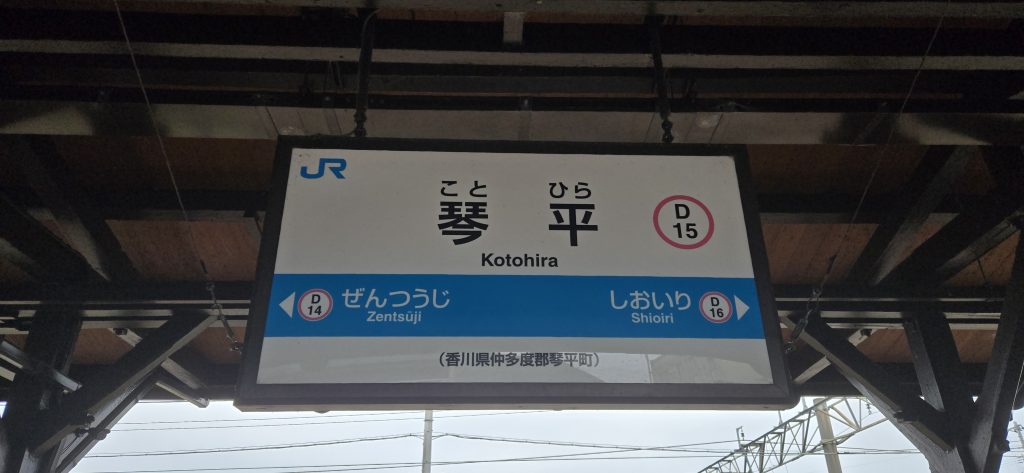 JR
こと ひら
琴 平
Kotohira
D
15
D
14
ぜんつうじ
Zentsūji
しおいり
Shioiri
D
16
（香川県仲多度郡琴平町）